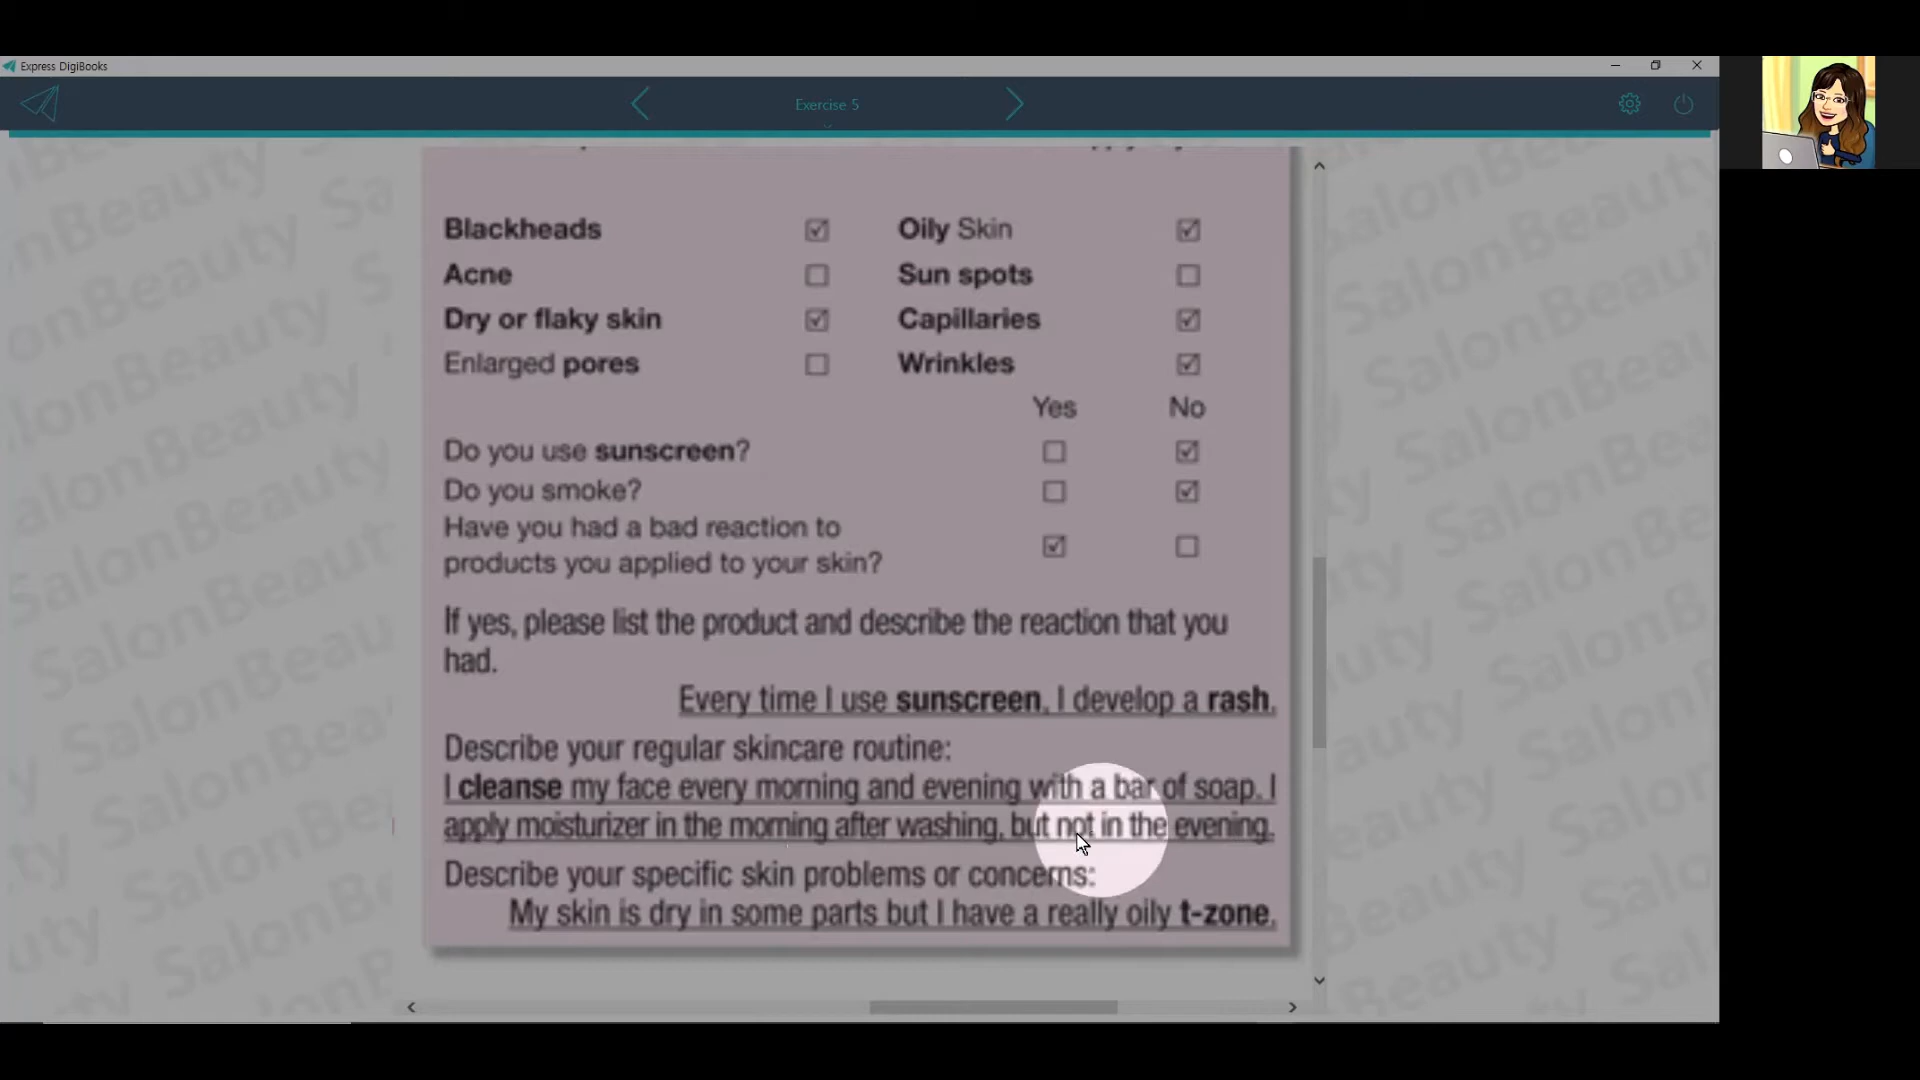 Express DigiBooks
Exercise 5
Blackheads Oily Skin
Acne Sun spots
Dry or flaky skin Capillaries
Enlarged pores Wrinkles
Yes No
Do you use sunscreen?
Do you smoke?
Have you had a bad reaction to
products you applied to your skin?
If yes, please list the product and describe the reaction that you
had.
Every time I use sunscreen, I develop a rash.
Describe your regular skincare routine:
I cleanse my face every morning and evening with a bar of soap. I
apply moisturizer in the morning after washing, but not in the evening.
Describe your specific skin problems or concerns:
My skin is dry in some parts but I have a really oily t-zone.
SalonBeauty